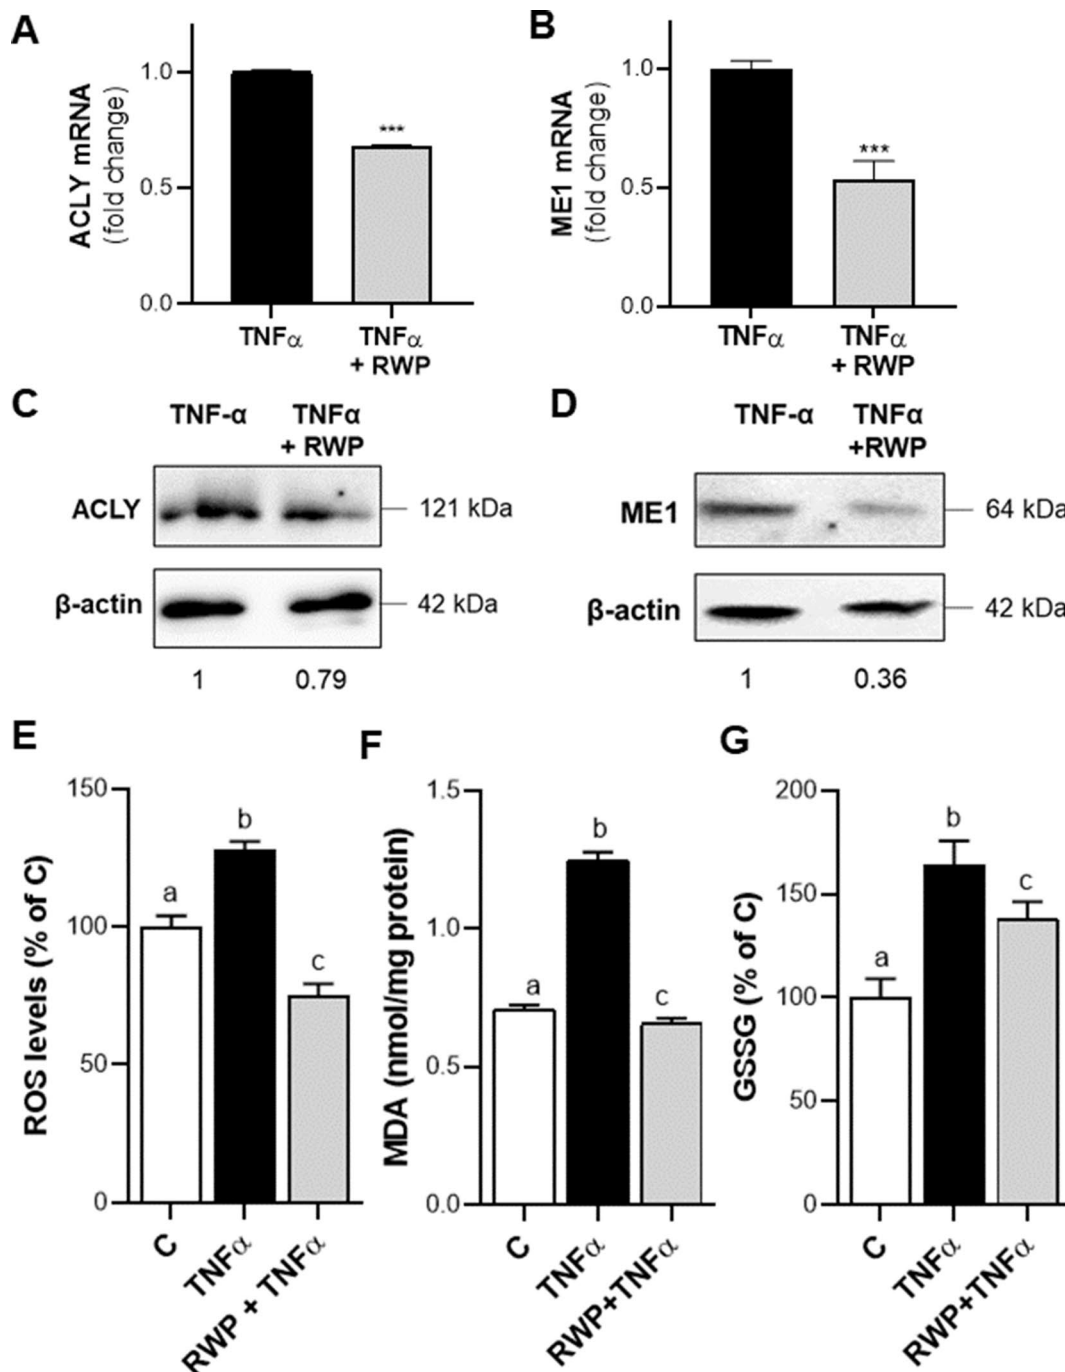 A
ACLY mRNA
(fold change)
1.0
0.5
0.0
***
TNFα
TNFα
+ RWP
B
ME1 mRNA
(fold change)
1.0
0.5
0.0
***
TNFα
TNFα
+ RWP
C
TNF-α
TNFα
+ RWP
ACLY
121 kDa
β-actin
42 kDa
1
0.79
D
TNF-α
TNFα
+RWP
ME1
64 kDa
β-actin
42 kDa
1
0.36
E
ROS levels (% of C)
150
100
50
0
a
b
c
C
TNFα
RWP + TNFα
F
MDA (nmol/mg protein)
1.5
1.0
0.5
0.0
a
b
c
C
TNFα
RWP+TNFα
G
GSSG (% of C)
200
150
100
50
0
a
b
c
C
TNFα
RWP+TNFα